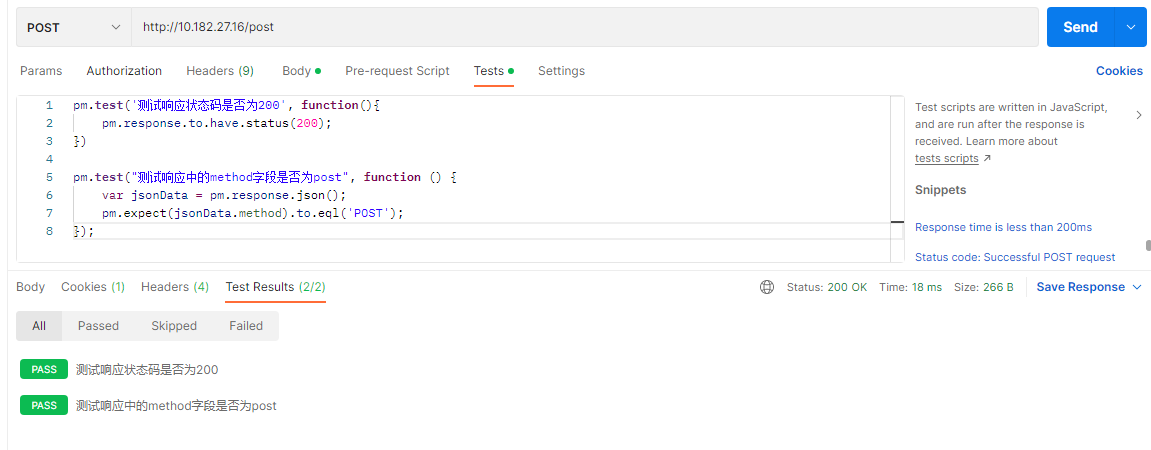 POST
http://10.182.27.16/post
Send
Params Authorization Headers (9) Body Pre-request Script Tests Settings Cookies
1 pm.test('测试响应状态码是否为200', function(){
2 pm.response.to.have.status(200);
3 })
4
5 pm.test("测试响应中的method字段是否为post", function () {
6 var jsonData = pm.response.json();
7 pm.expect(jsonData.method).to.eql('POST');
8 });
Test scripts are written in JavaScript,
and are run after the response is
received. Learn more about
tests scripts ↗
Snippets
Response time is less than 200ms
Status code: Successful POST request
Body Cookies (1) Headers (4) Test Results (2/2) Status: 200 OK Time: 18 ms Size: 266 B Save Response
All Passed Skipped Failed
PASS 测试响应状态码是否为200
PASS 测试响应中的method字段是否为post